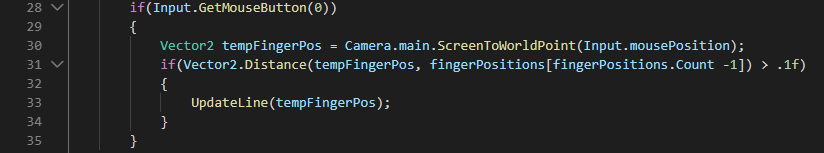 28 if(Input.GetMouseButton(0))
29 {
30 Vector2 tempFingerPos = Camera.main.ScreenToWorldPoint(Input.mousePosition);
31 if(Vector2.Distance(tempFingerPos, fingerPositions[fingerPositions.Count -1]) > .1f)
32 {
33 UpdateLine(tempFingerPos);
34 }
35 }